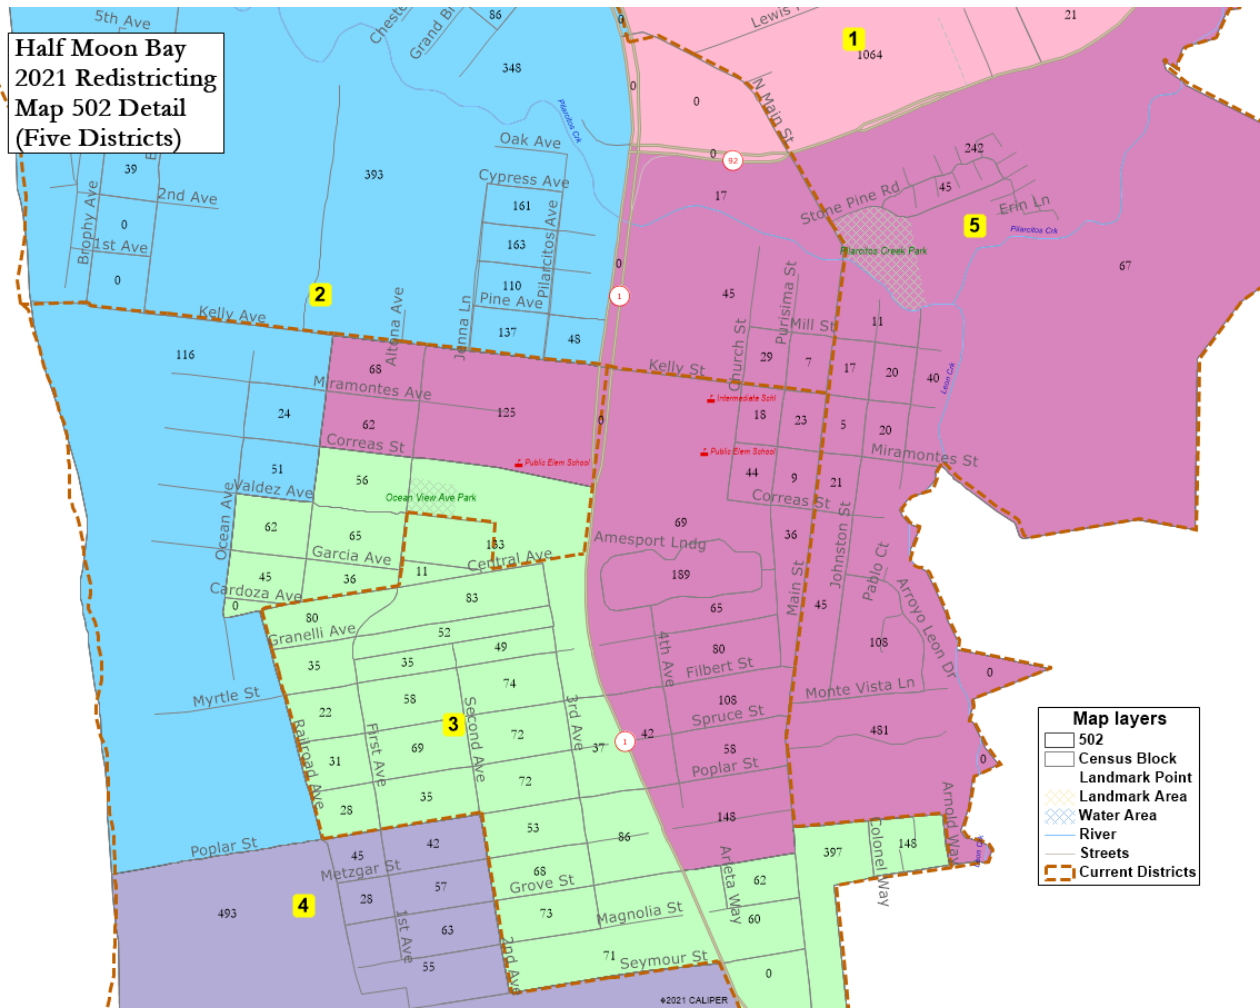 5th Ave
Cheste
Grand Bl
86
0
Lewis
21
Half Moon Bay
2021 Redistricting
Map 502 Detail
(Five Districts)
1
1064
348
0
0
N Main St
Pilarcitos Crk
Oak Ave
0
92
242
39
393
Cypress Ave
17
Stone Pine Rd
45
Erin Ln
2nd Ave
161
5
Pilarcitos Crk
Brophy Ave
0
1st Ave
163
Pilarcitos Ave
0
Pilarcitos Creek Park
67
0
2
110
Pine Ave
1
45
Purisima St
Kelly Ave
Altona Ave
Jenna Ln
137
48
Church St
Mill St
11
116
68
Kelly St
29
7
17
20
40
Leon Crk
Miramontes Ave
125
Intermediate Schl
24
62
0
18
23
5
20
Correas St
Public Elem School
Public Elem School
Miramontes St
51
56
44
9
21
Valdez Ave
Ocean View Ave Park
Correas St
Ocean Ave
62
65
153
69
36
Johnston St
Garcia Ave
Central Ave
Amesport Lndg
Pablo Ct
45
36
11
189
Main St
Arroyo Leon Dr
Cardoza Ave
0
83
65
45
80
Granelli Ave
52
49
4th Ave
80
108
35
35
Filbert St
0
Myrtle St
58
74
108
Monte Vista Ln
22
Second Ave
3rd Ave
Spruce St
Railroad Ave
First Ave
3
72
37
1
42
58
481
31
69
Poplar St
0
72
28
35
148
Arnold Way
Poplar St
53
86
45
42
Metzgar St
Arleta Way
397
Colonel Way
148
Leon Crk
68
Grove St
62
28
57
4
493
1st Ave
73
Magnolia St
60
63
2nd Ave
71
Seymour St
55
0
©2021 CALIPER
Map layers
502
Census Block
Landmark Point
Landmark Area
Water Area
River
Streets
Current Districts